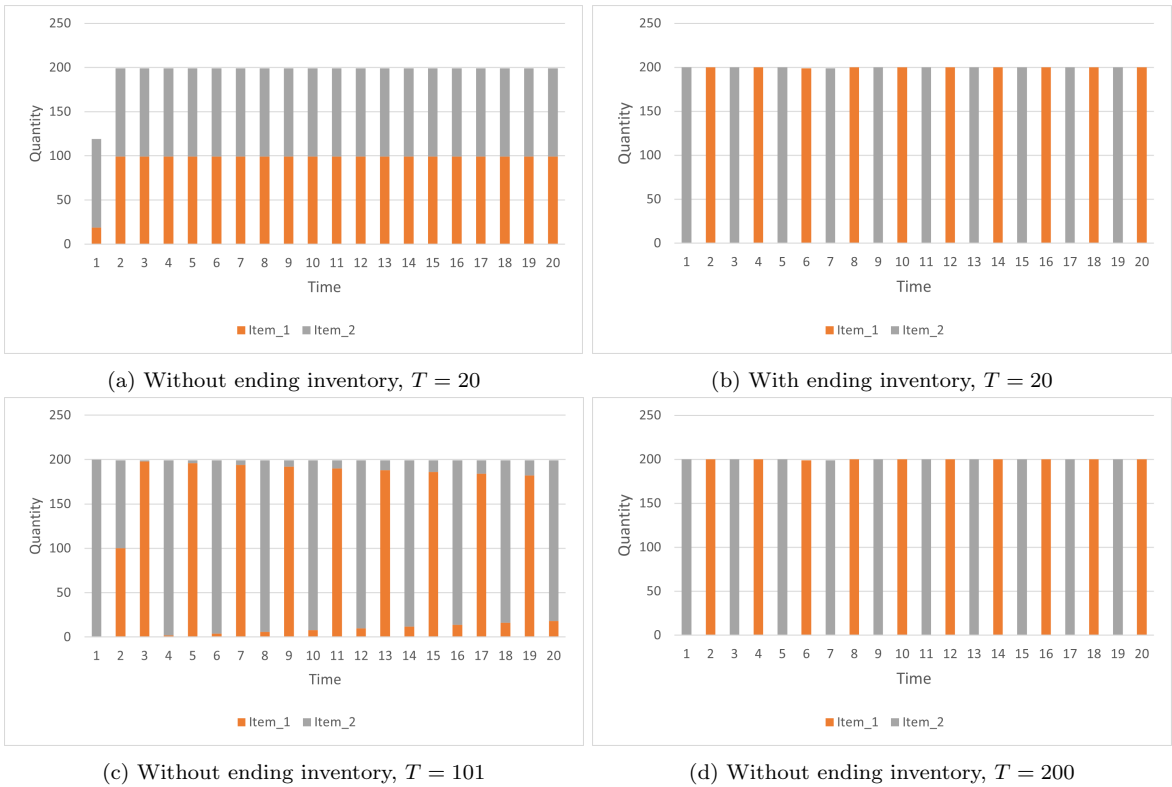 250
200
150
100
50
0
Quantity
1 2 3 4 5 6 7 8 9 10 11 12 13 14 15 16 17 18 19 20
Time
Item_1 Item_2
(a) Without ending inventory, T = 20
250
200
150
100
50
0
Quantity
1 2 3 4 5 6 7 8 9 10 11 12 13 14 15 16 17 18 19 20
Time
Item_1 Item_2
(b) With ending inventory, T = 20
250
200
150
100
50
0
Quantity
1 2 3 4 5 6 7 8 9 10 11 12 13 14 15 16 17 18 19 20
Time
Item_1 Item_2
(c) Without ending inventory, T = 101
250
200
150
100
50
0
Quantity
1 2 3 4 5 6 7 8 9 10 11 12 13 14 15 16 17 18 19 20
Time
Item_1 Item_2
(d) Without ending inventory, T = 200